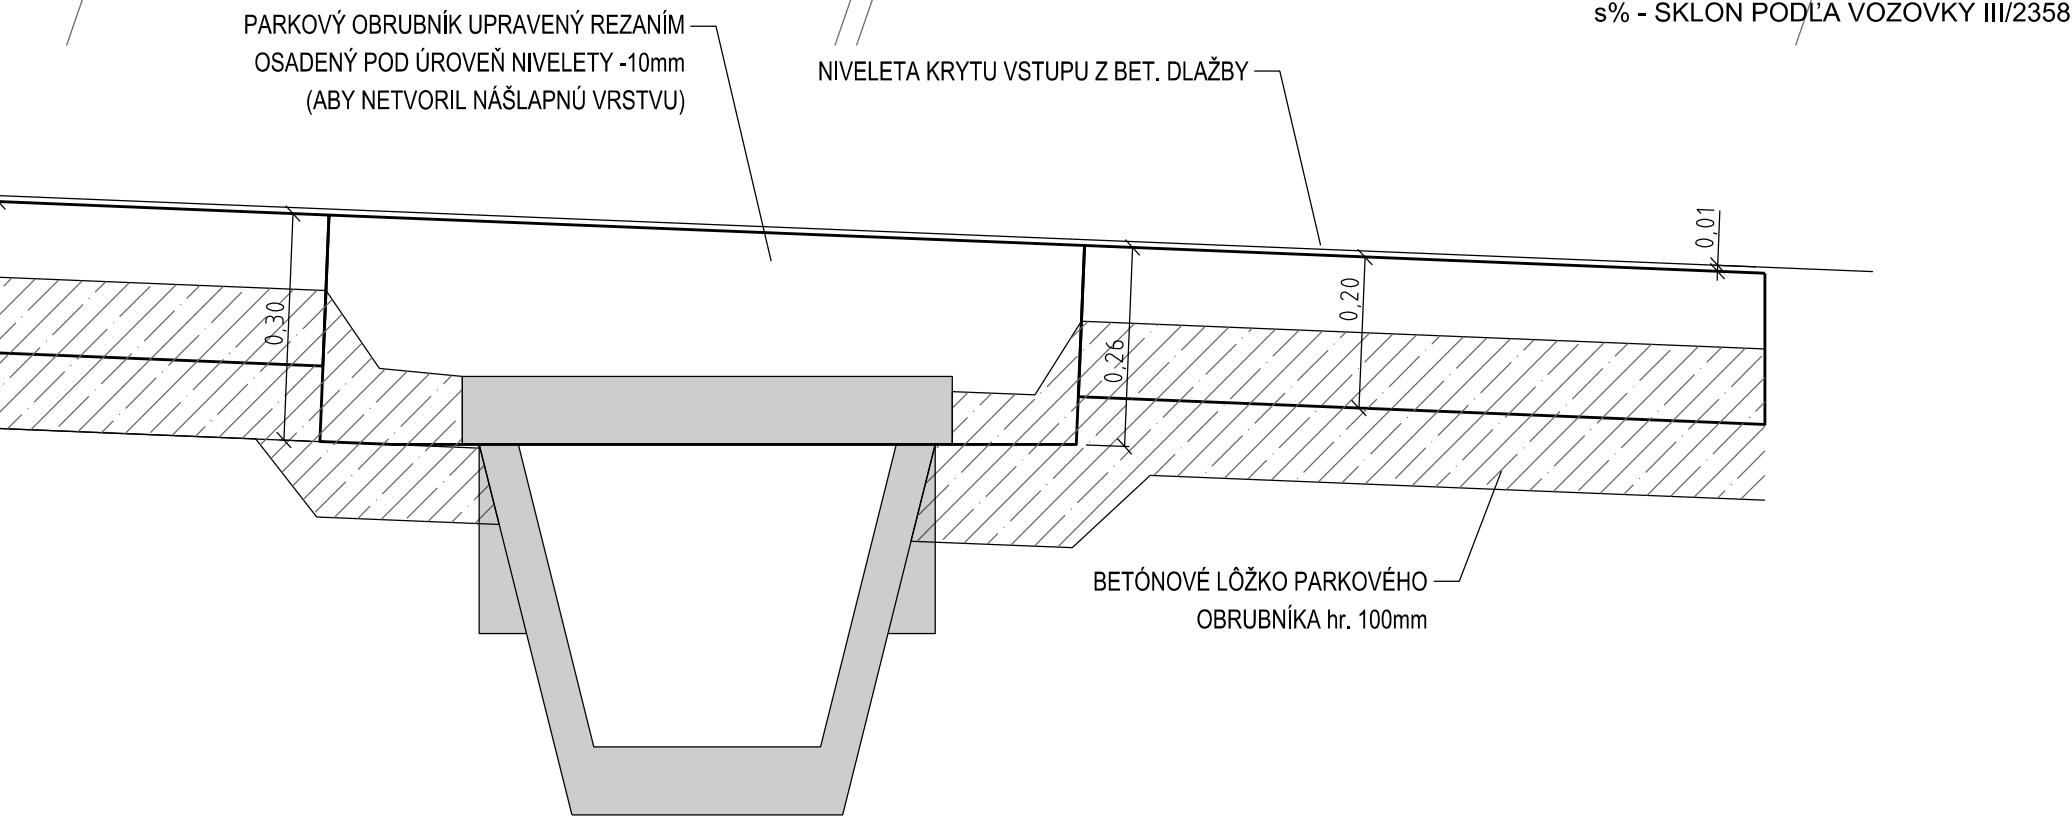 s% - SKLON PODĽA VOZOVKY III/2358
PARKOVÝ OBRUBNÍK UPRAVENÝ REZANÍM
OSADENÝ POD ÚROVEŇ NIVELETY -10mm
(ABY NETVORIL NÁŠLAPNÚ VRSTVU)
NIVELETA KRYTU VSTUPU Z BET. DLAŽBY
0,01
0,20
0,30
0,26
BETÓNOVÉ LÔŽKO PARKOVÉHO
OBRUBNÍKA hr. 100mm